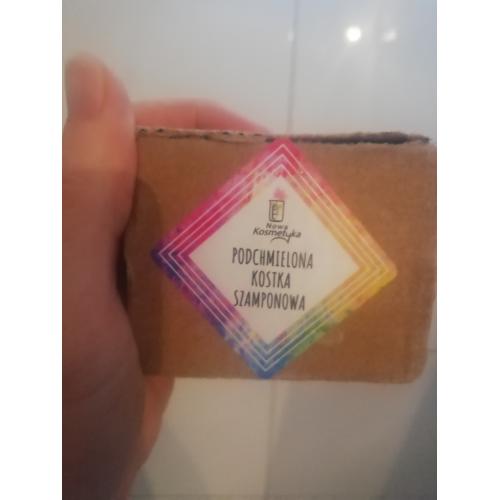 Nowa
Kosmetyka
PODCHMIELONA
KOSTKA
SZAMPONOWA